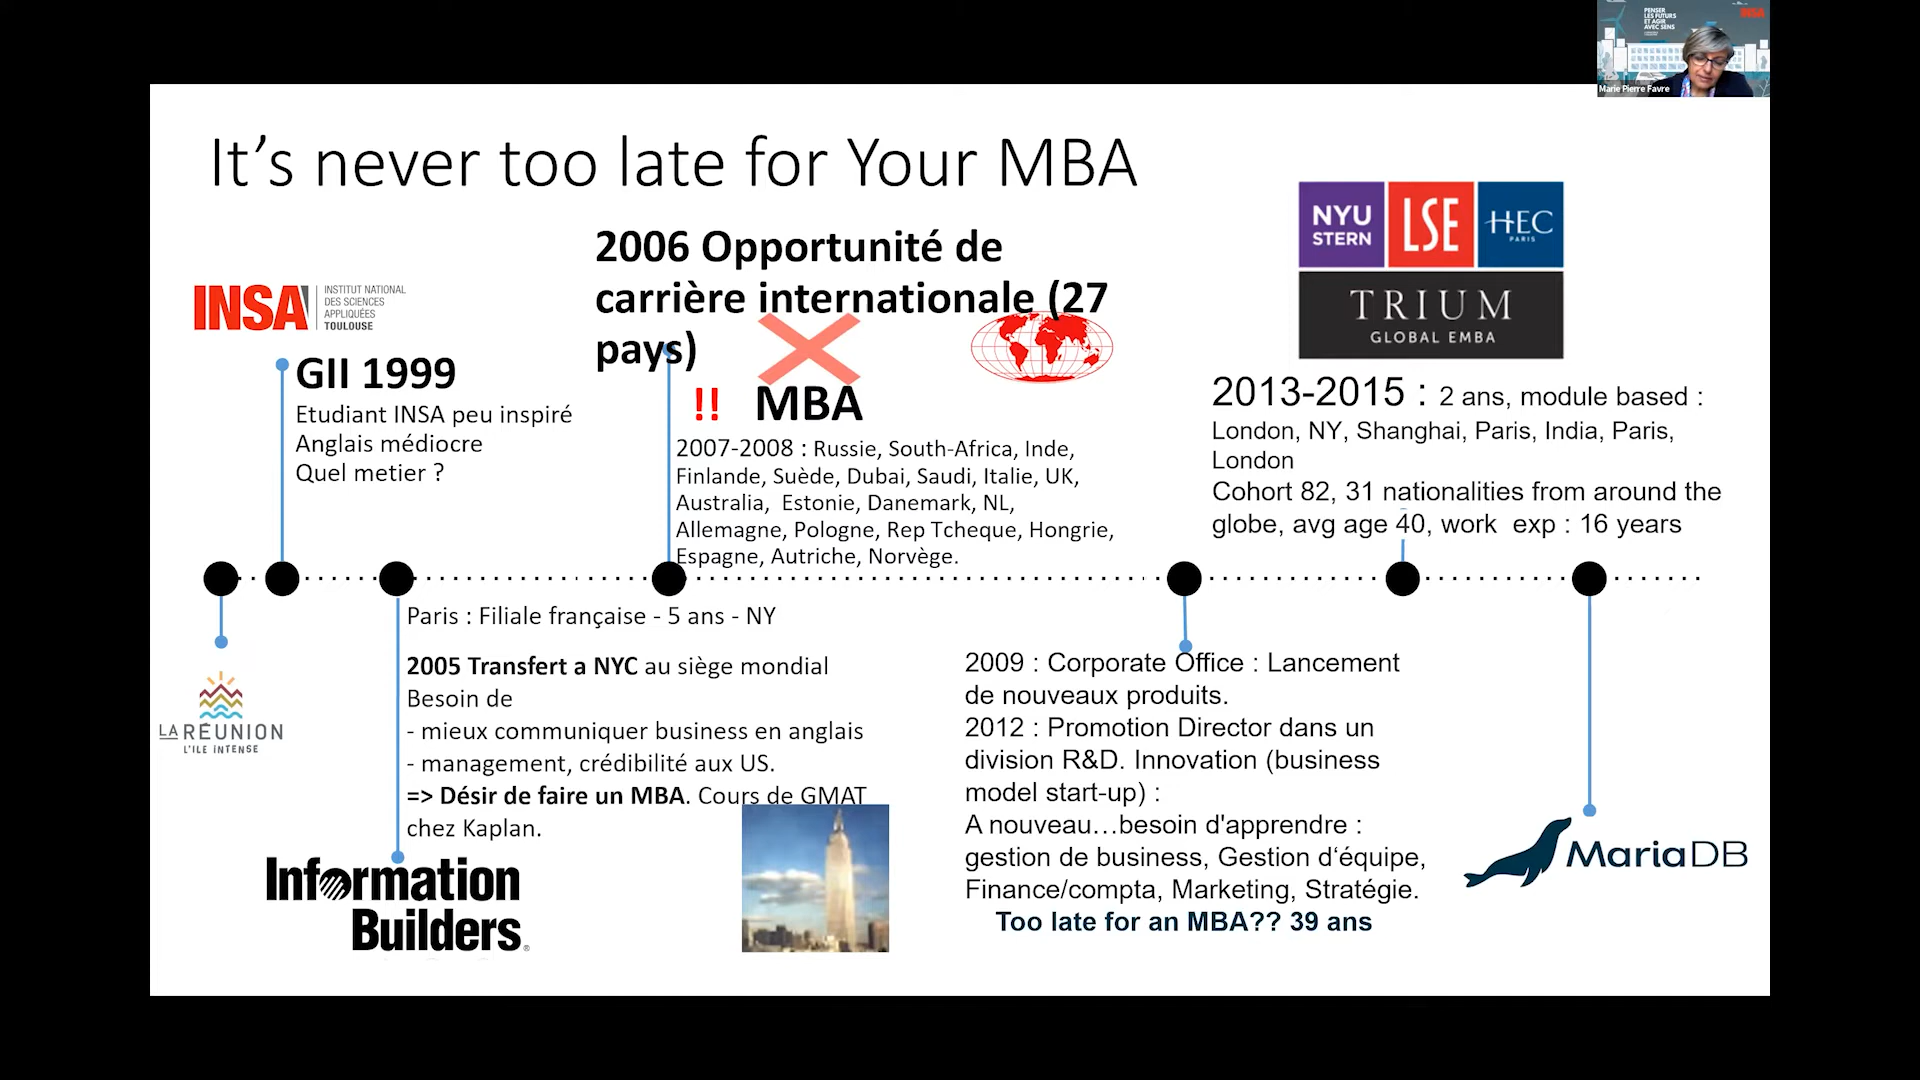 PENSER
LES FUTURS
ET AGIR
AVEC SENS
INSA
Marie Pierre Favre
It's never too late for Your MBA
INSA
INSTITUT NATIONAL
DES SCIENCES
APPLIQUÉES
TOULOUSE
GII 1999
Etudiant INSA peu inspiré
Anglais médiocre
Quel metier ?
2006 Opportunité de
carrière internationale (27
pays)
!! MBA
2007-2008 : Russie, South-Africa, Inde,
Finlande, Suède, Dubai, Saudi, Italie, UK,
Australia, Estonie, Danemark, NL,
Allemagne, Pologne, Rep Tcheque, Hongrie,
Espagne, Autriche, Norvège.
NYU
STERN
LSE
HEC
PARIS
TRIUM
GLOBAL EMBA
2013-2015 : 2 ans, module based :
London, NY, Shanghai, Paris, India, Paris,
London
Cohort 82, 31 nationalities from around the
globe, avg age 40, work exp : 16 years
LA RÉUNION
L'ILE INTENSE
Paris : Filiale française - 5 ans - NY
2005 Transfert a NYC au siège mondial
Besoin de
- mieux communiquer business en anglais
- management, crédibilité aux US.
=> Désir de faire un MBA. Cours de GMAT
chez Kaplan.
Information
Builders®
2009 : Corporate Office : Lancement
de nouveaux produits.
2012 : Promotion Director dans un
division R&D. Innovation (business
model start-up) :
A nouveau…besoin d'apprendre :
gestion de business, Gestion d‘équipe,
Finance/compta, Marketing, Stratégie.
Too late for an MBA?? 39 ans
MariaDB